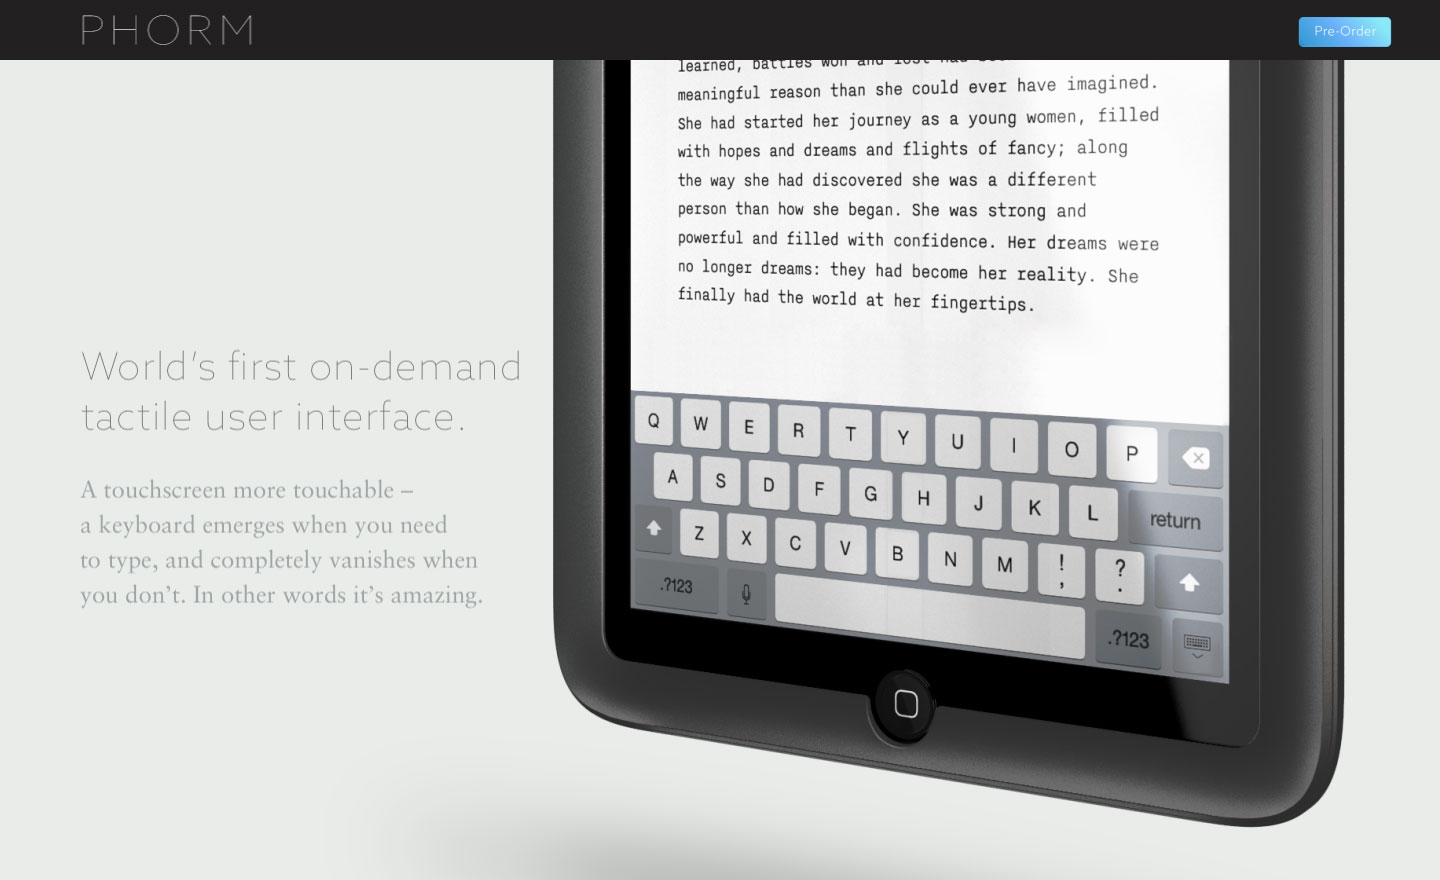 PHORM
Pre-Order
learned, battles won and lost had
meaningful reason than she could ever have imagined.
She had started her journey as a young women, filled
with hopes and dreams and flights of fancy; along
the way she had discovered she was a different
person than how she began. She was strong and
powerful and filled with confidence. Her dreams were
no longer dreams: they had become her reality. She
finally had the world at her fingertips.
World's first on-demand
tactile user interface.
A touchscreen more touchable –
a keyboard emerges when you need
to type, and completely vanishes when
you don't. In other words it's amazing.
Q W E R T Y U I O P
A S D F G H J K L return
Z X C V B N M ! , ? .
.?123 .?123